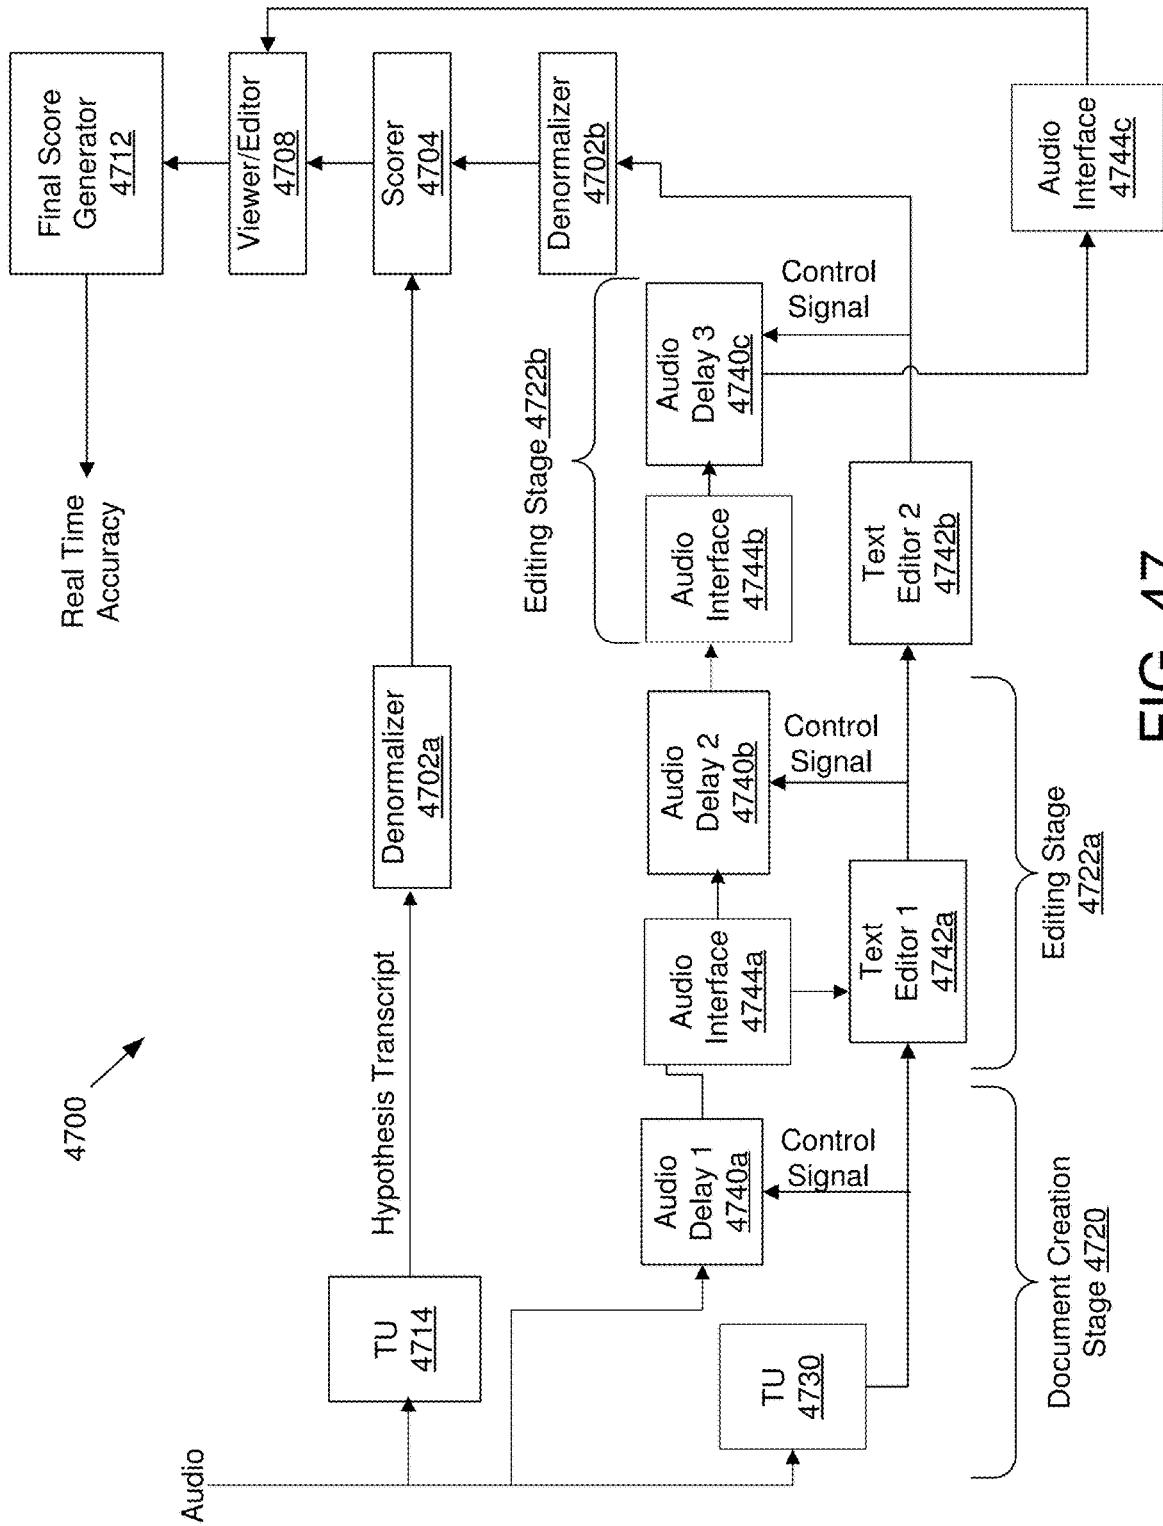 4700
Audio
TU
4714
Hypothesis Transcript
Denormalizer
4702a
Real Time
Accuracy
Final Score
Generator
4712
Viewer/Editor
4708
Scorer
4704
Denormalizer
4702b
TU
4730
Audio
Delay 1
4740a
Control
Signal
Audio
Interface
4744a
Audio
Delay 2
4740b
Control
Signal
Editing Stage 4722b
Audio
Interface
4744b
Audio
Delay 3
4740c
Control
Signal
Text
Editor 1
4742a
Text
Editor 2
4742b
Audio
Interface
4744c
Document Creation
Stage 4720
Editing Stage
4722a
FIG. 47